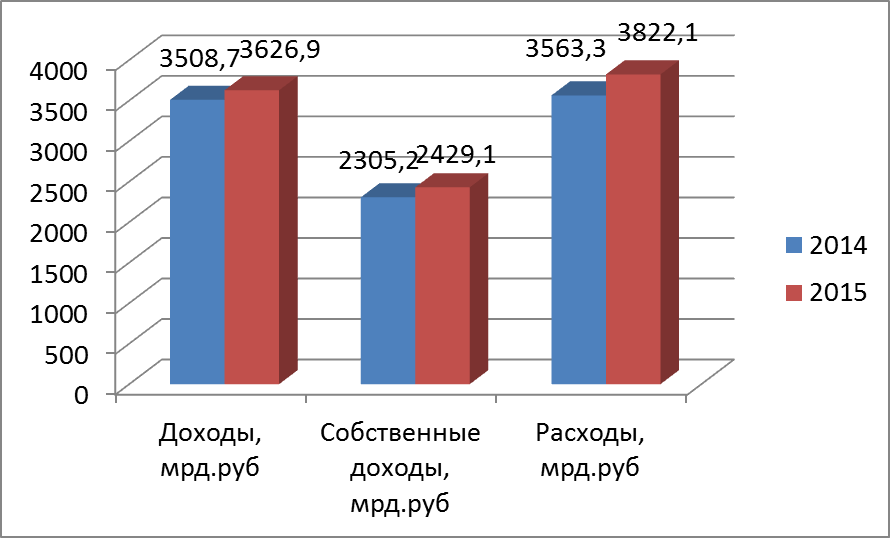 3508,7
3626,9
2305,2
2429,1
3563,3
3822,1
4000
3500
3000
2500
2000
1500
1000
500
0
Доходы,
мрд.руб
Собственные
доходы,
мрд.руб
Расходы,
мрд.руб
2014
2015